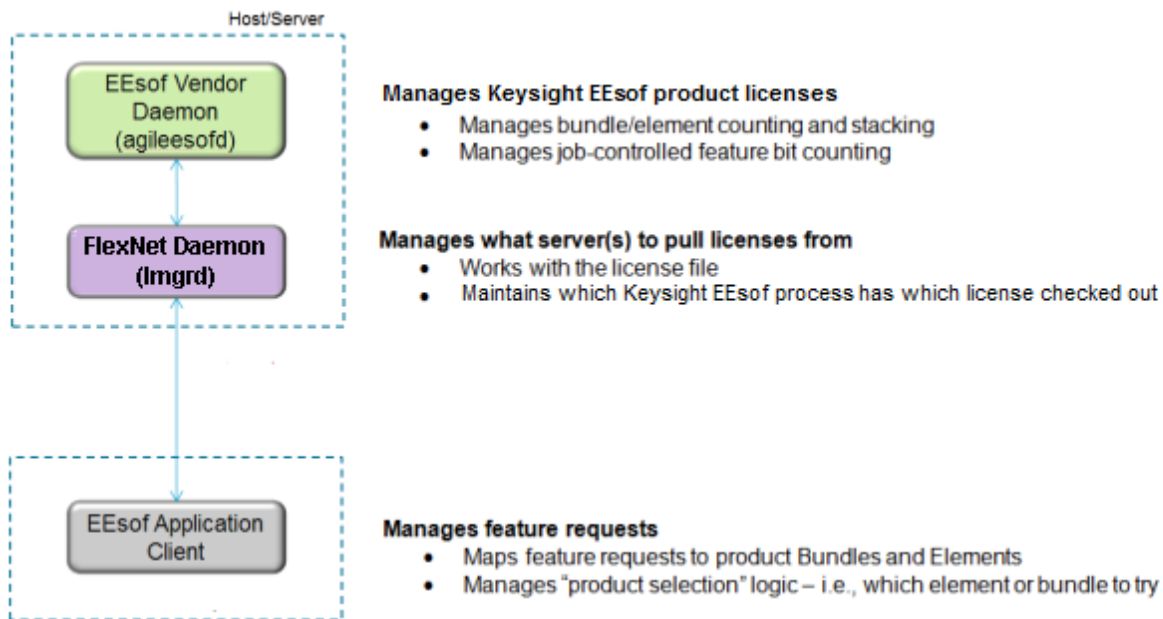 Host/Server
EEsof Vendor
Daemon
(agileesofd)
Manages Keysight EEsof product licenses
• Manages bundle/element counting and stacking
• Manages job-controlled feature bit counting
FlexNet Daemon
(lmgrd)
Manages what server(s) to pull licenses from
• Works with the license file
• Maintains which Keysight EEsof process has which license checked out
EEsof Application
Client
Manages feature requests
• Maps feature requests to product Bundles and Elements
• Manages “product selection” logic – i.e., which element or bundle to try